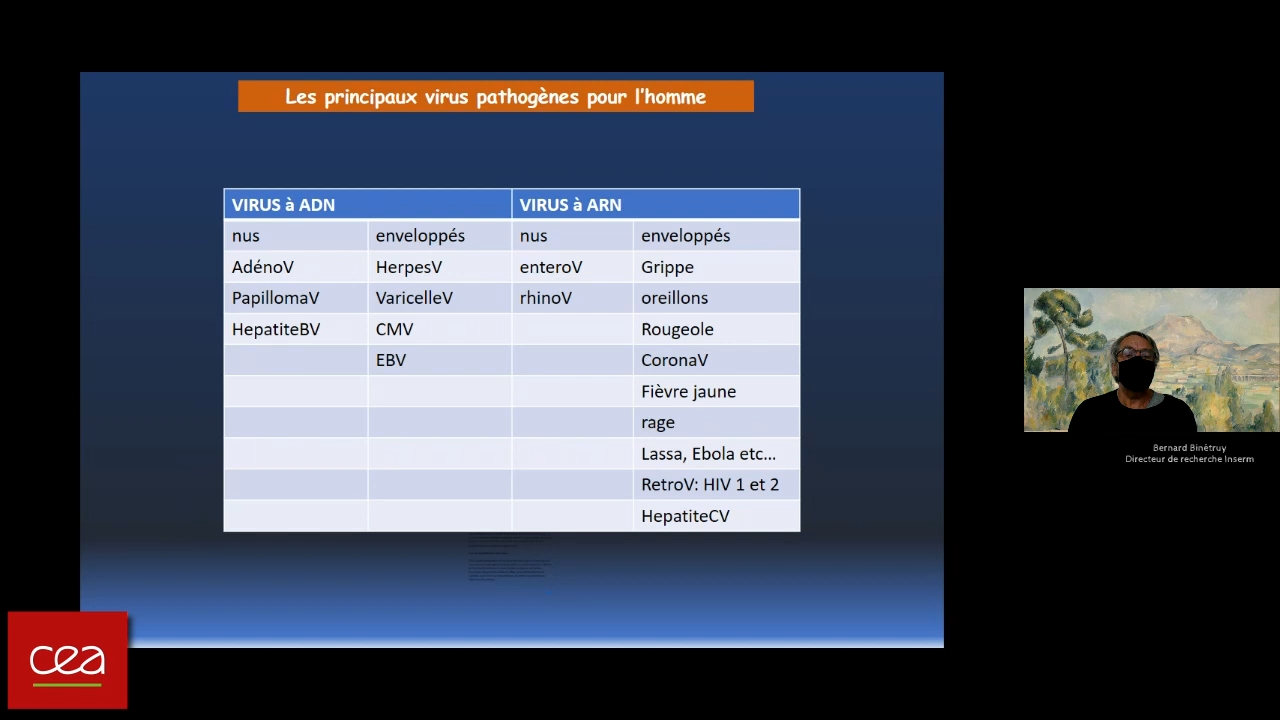 Les principaux virus pathogènes pour l'homme
VIRUS à ADN VIRUS à ARN
nus enveloppés nus enveloppés
AdénoV HerpesV enteroV Grippe
PapillomaV VaricelleV rhinoV oreillons
HepatiteBV CMV Rougeole
EBV CoronaV
Fièvre jaune
rage
Lassa, Ebola etc...
RetroV: HIV 1 et 2
HepatiteCV
Bernard Binétruy
Directeur de recherche Inserm
cea